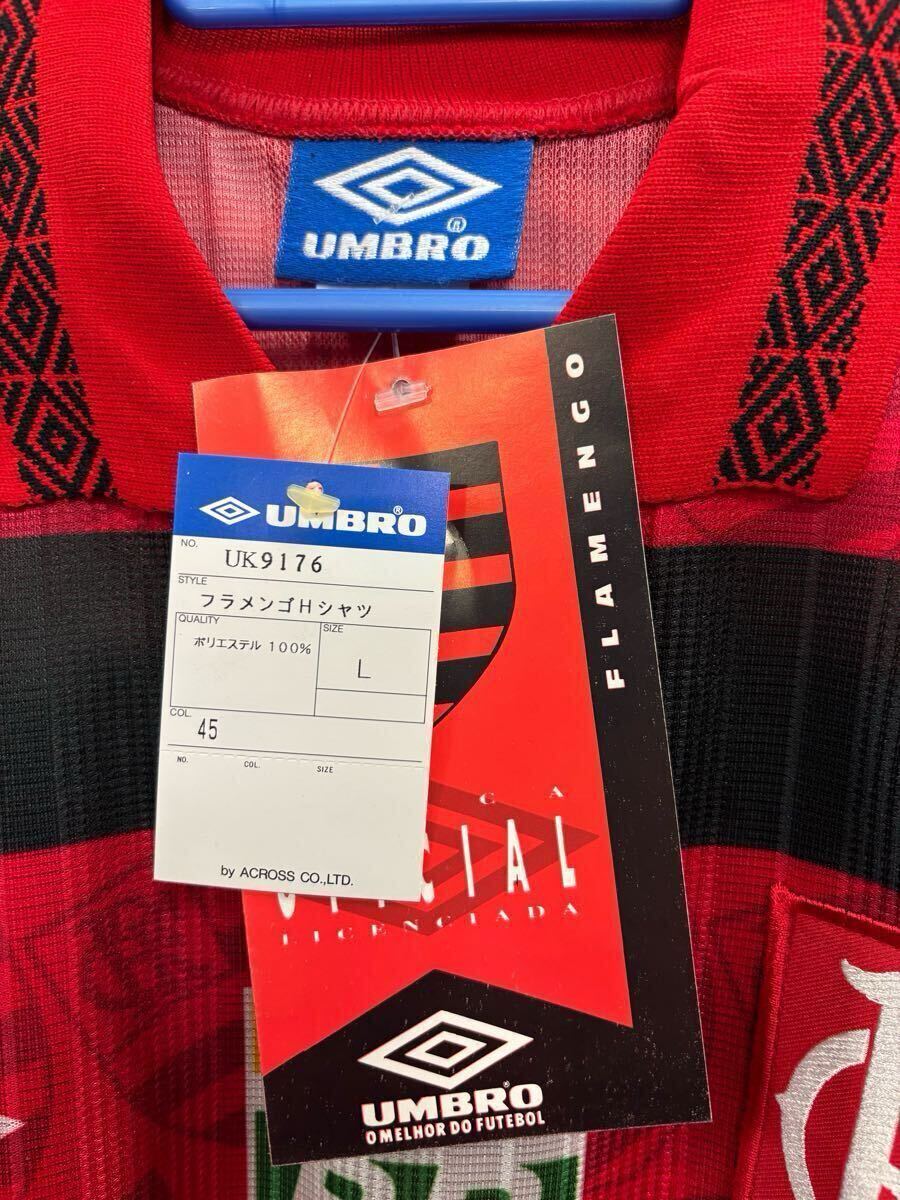 UMBRO®
FLAMENGO
UMBRO®
NO.
UK9176
STYLE
フラメンゴHシャツ
QUALITY
ポリエステル 100%
SIZE
L
COL.
45
NO. COL. SIZE
by ACROSS CO.,LTD.
LICENCIADA
UMBRO®
O MELHOR DO FUTEBOL